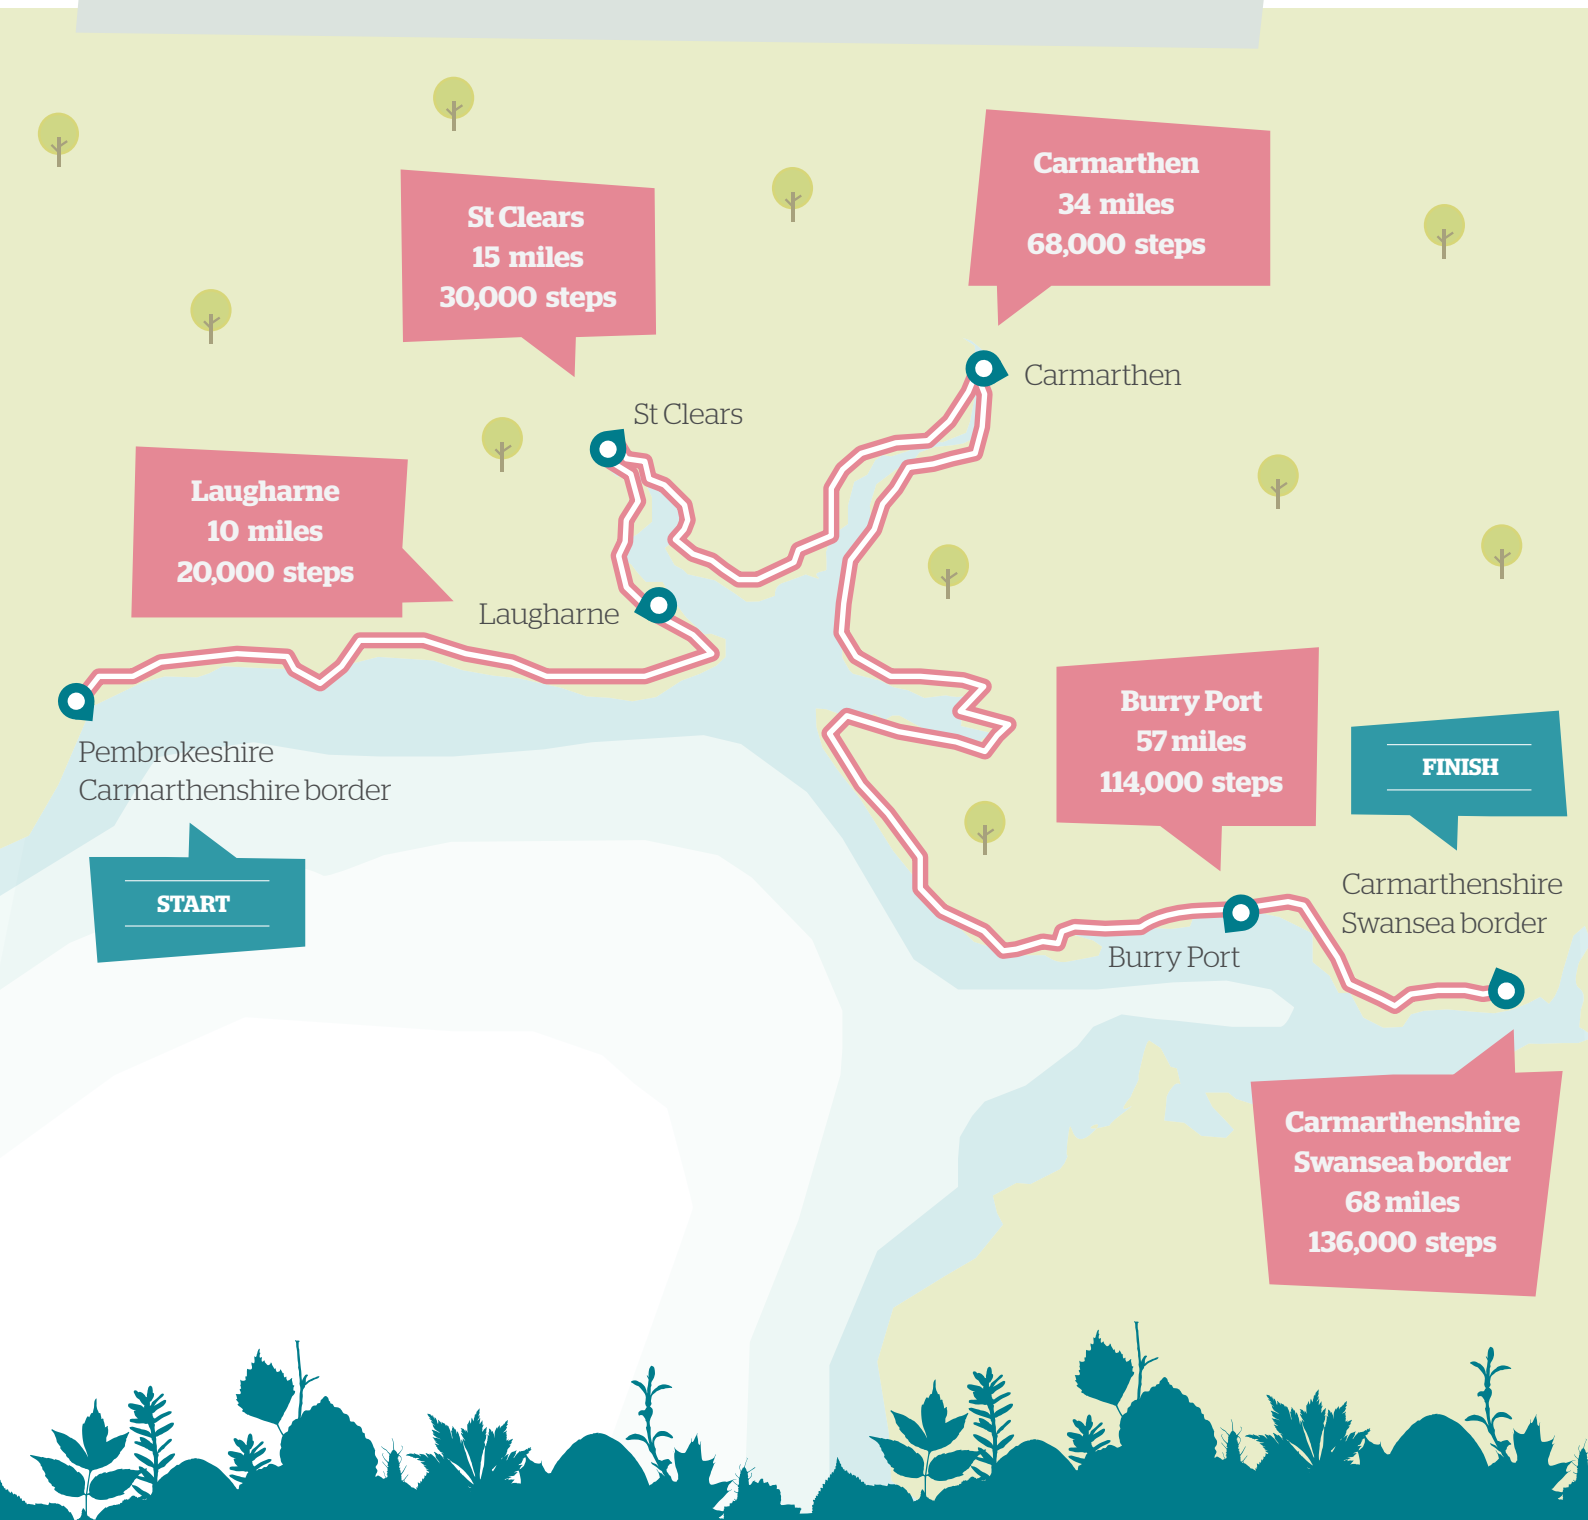 Carmarthen
34 miles
68,000 steps
St Clears
15 miles
30,000 steps
Carmarthen
St Clears
Laugharne
10 miles
20,000 steps
Laugharne
Burry Port
57 miles
114,000 steps
FINISH
Pembrokeshire
Carmarthenshire border
START
Carmarthenshire
Swansea border
Burry Port
Carmarthenshire
Swansea border
68 miles
136,000 steps